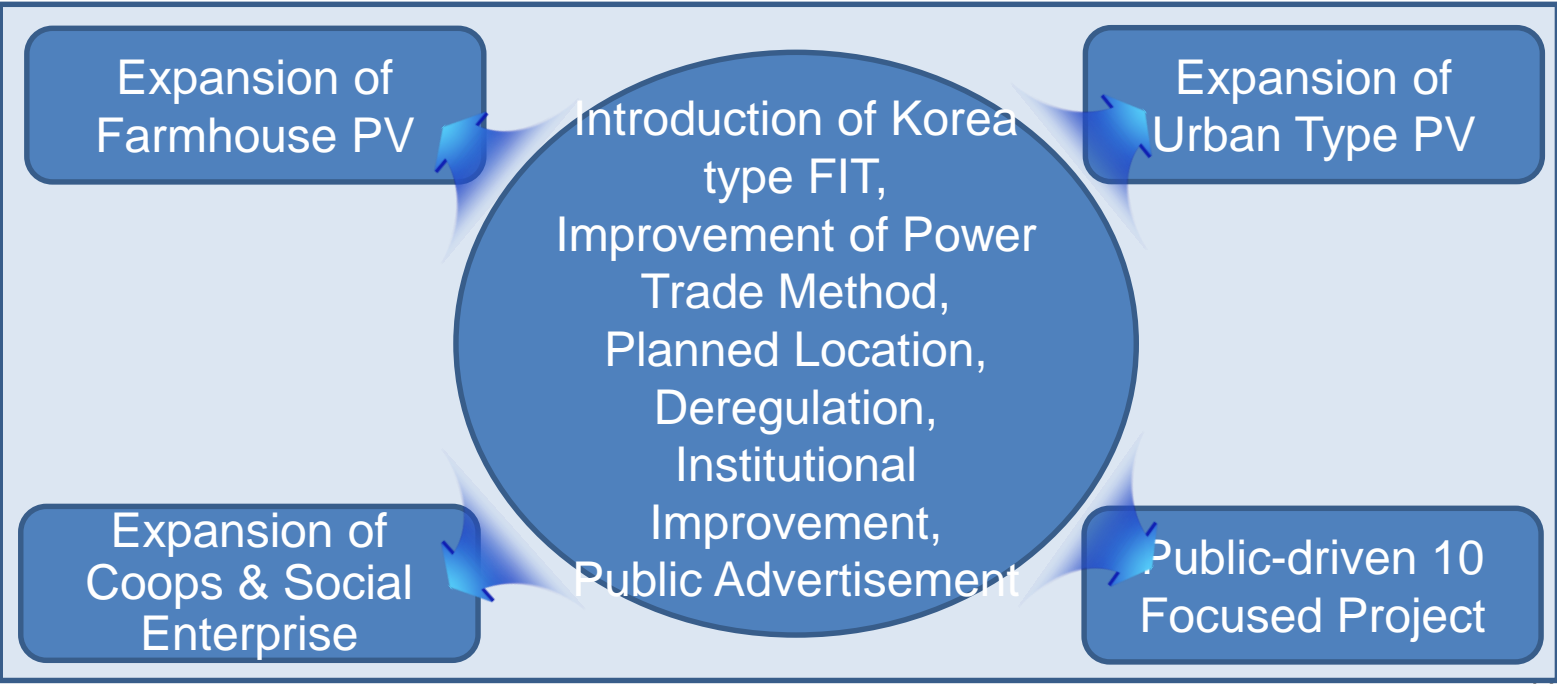 Expansion of
Farmhouse PV
Expansion of
Urban Type PV
Introduction of Korea
type FIT,
Improvement of Power
Trade Method,
Planned Location,
Deregulation,
Institutional
Improvement,
Public Advertisement
Expansion of
Coops & Social
Enterprise
Public-driven 10
Focused Project